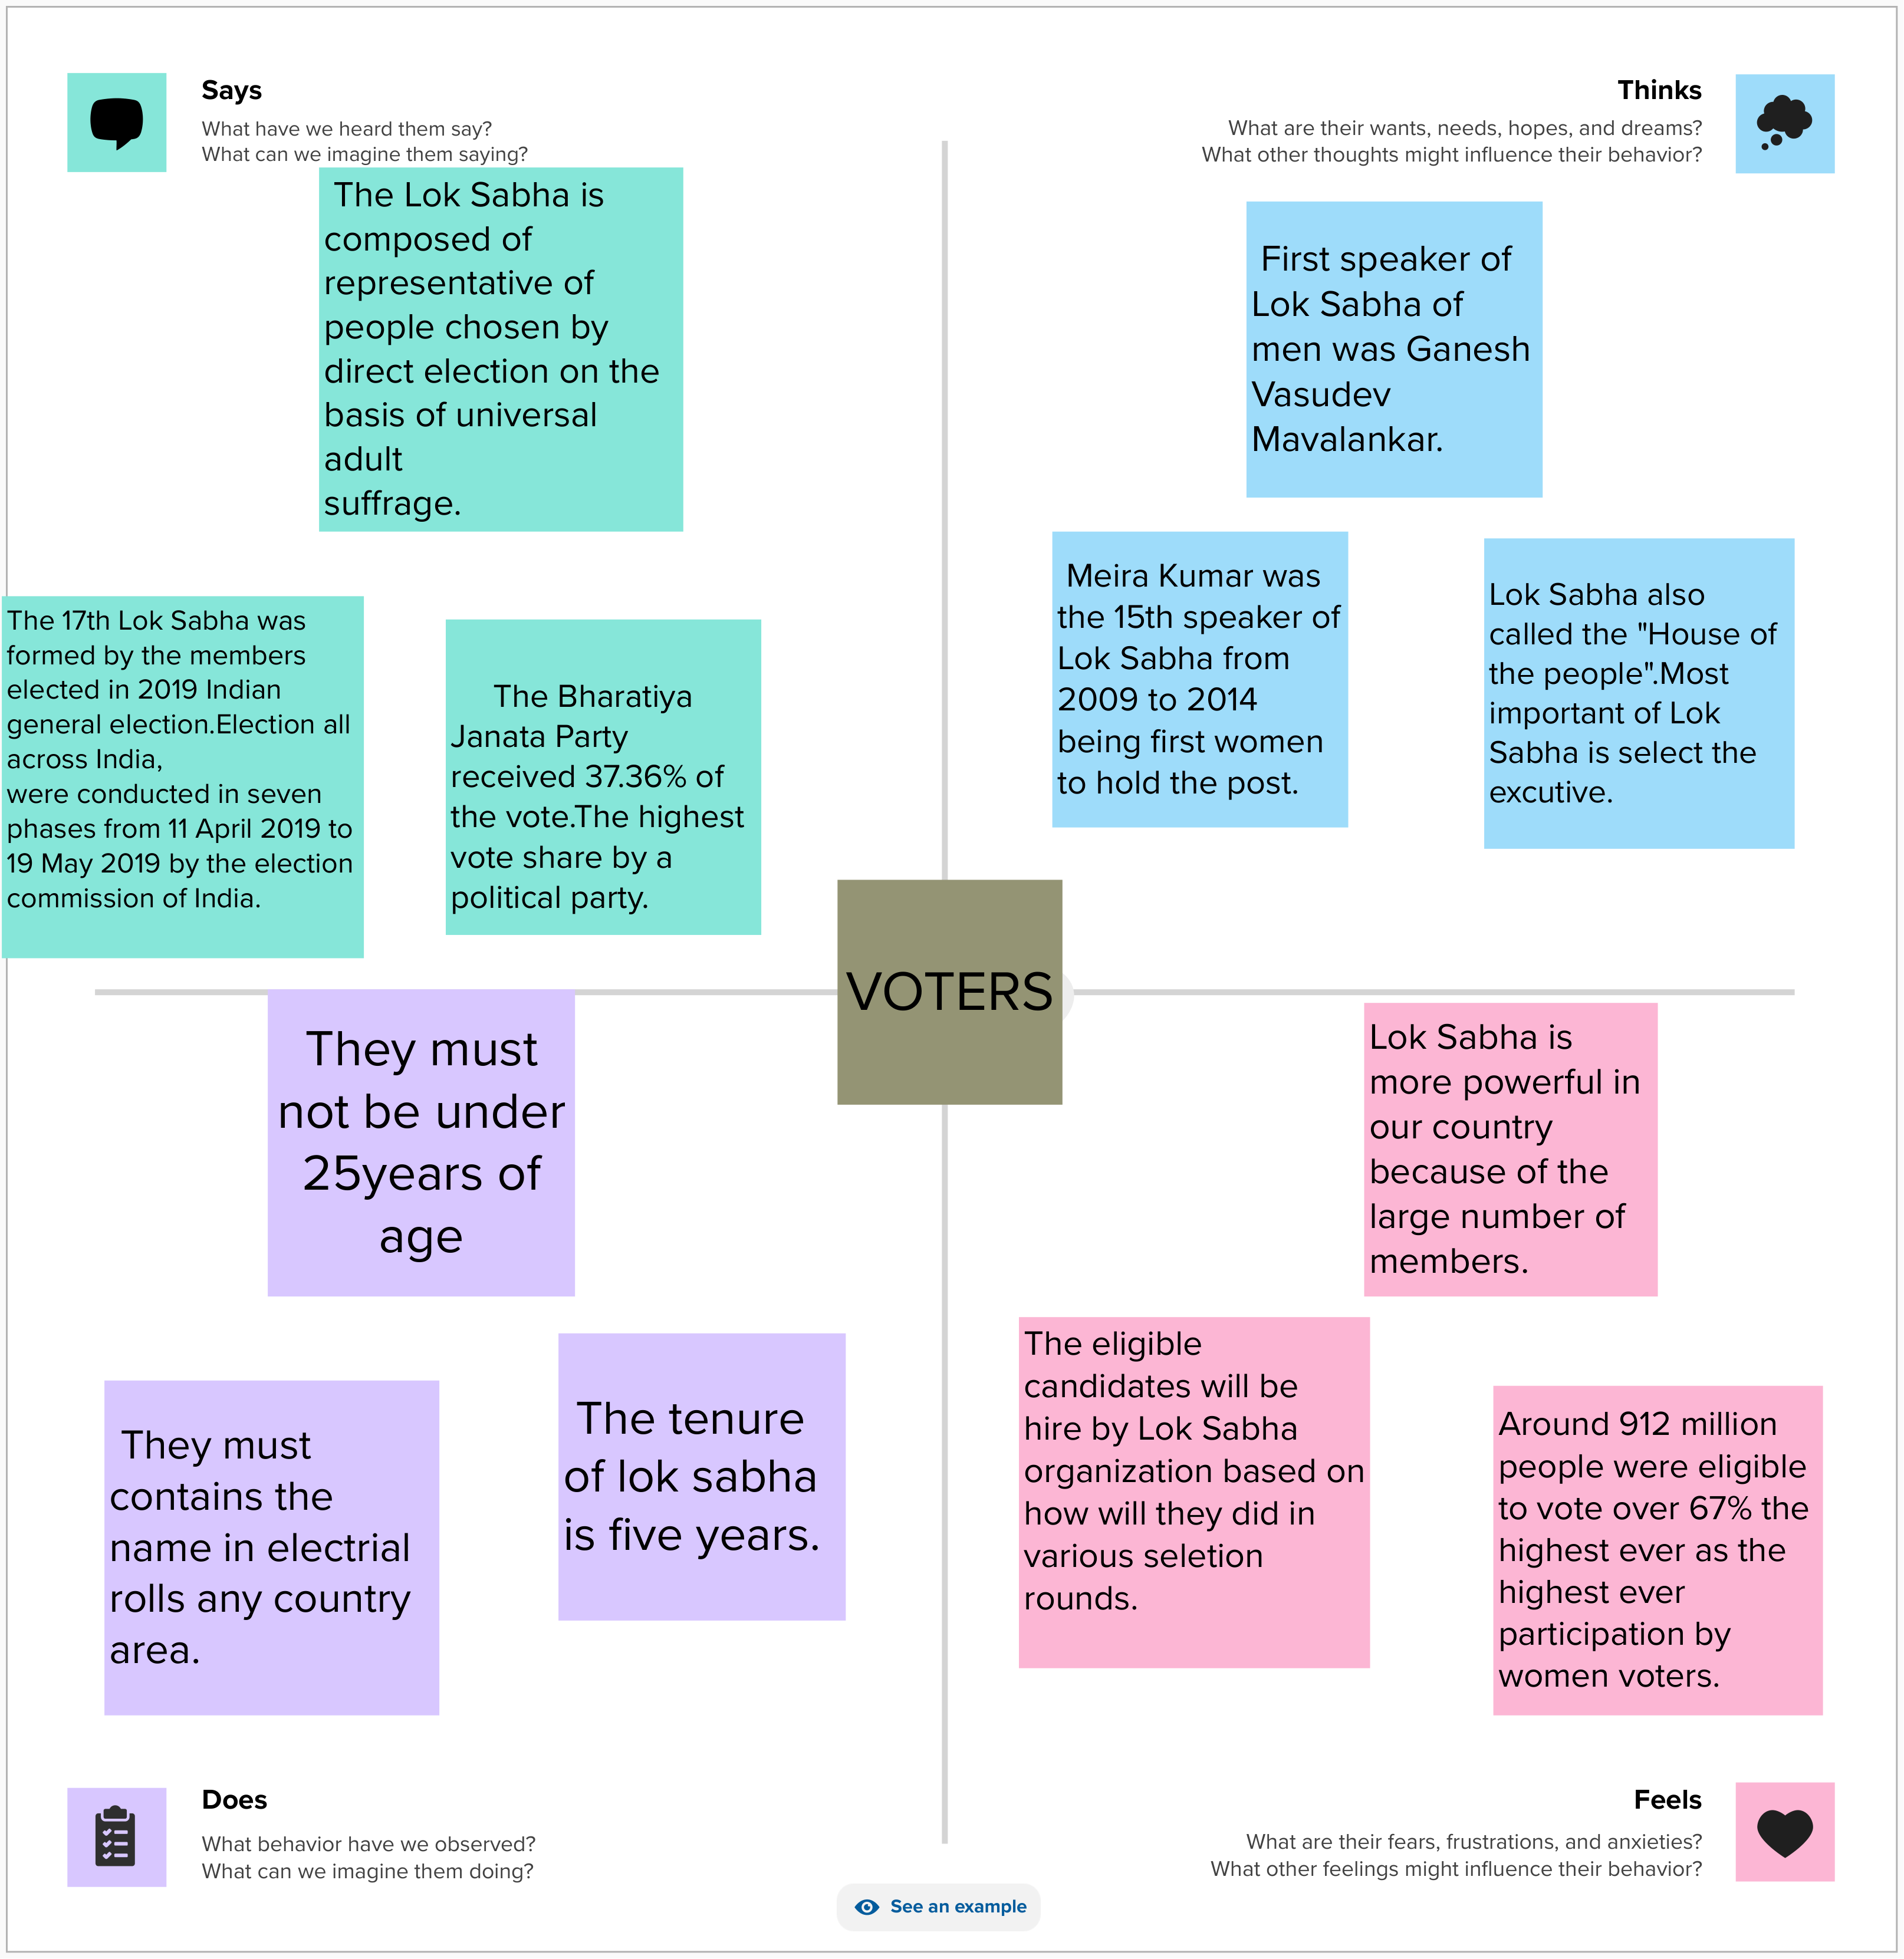 Says
What have we heard them say?
What can we imagine them saying?
The Lok Sabha is
composed of
representative of
people chosen by
direct election on the
basis of universal
adult
suffrage.
The 17th Lok Sabha was
formed by the members
elected in 2019 Indian
general election.Election all
across India,
were conducted in seven
phases from 11 April 2019 to
19 May 2019 by the election
commission of India.
The Bharatiya
Janata Party
received 37.36% of
the vote.The highest
vote share by a
political party.
Thinks
What are their wants, needs, hopes, and dreams?
What other thoughts might influence their behavior?
First speaker of
Lok Sabha of
men was Ganesh
Vasudev
Mavalankar.
Meira Kumar was
the 15th speaker of
Lok Sabha from
2009 to 2014
being first women
to hold the post.
Lok Sabha also
called the "House of
the people".Most
important of Lok
Sabha is select the
excutive.
VOTERS
They must
not be under
25years of
age
They must
contains the
name in electrial
rolls any country
area.
The tenure
of lok sabha
is five years.
Does
What behavior have we observed?
What can we imagine them doing?
Lok Sabha is
more powerful in
our country
because of the
large number of
members.
The eligible
candidates will be
hire by Lok Sabha
organization based on
how will they did in
various seletion
rounds.
Around 912 million
people were eligible
to vote over 67% the
highest ever as the
highest ever
participation by
women voters.
Feels
What are their fears, frustrations, and anxieties?
What other feelings might influence their behavior?
See an example